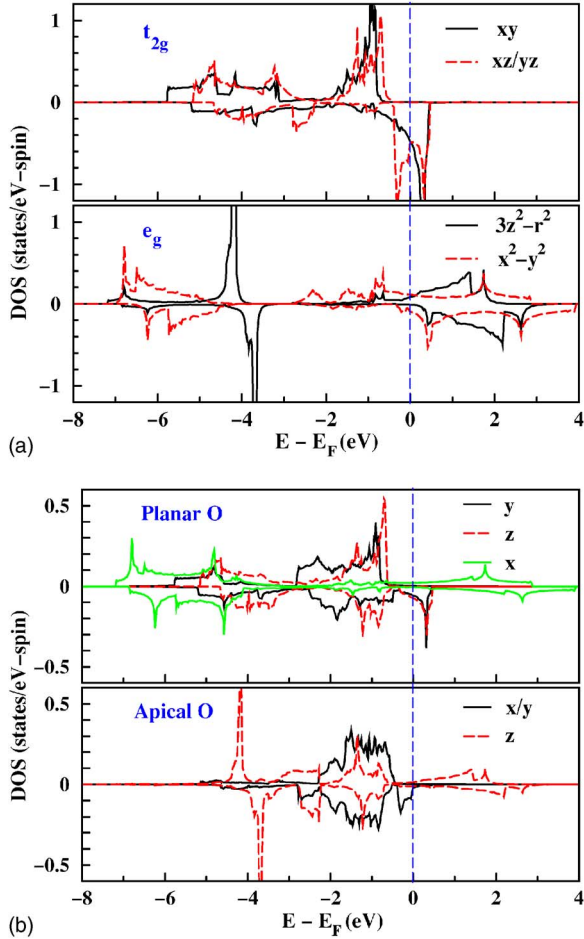 t2g
xy
xz/yz
1
0
−1
DOS (states/eV−spin)
eg
3z²−r²
x²−y²
1
0
−1
−8 −6 −4 −2 0 2 4
E − EF (eV)
(a)
0.5
Planar O
y
z
x
0
−0.5
DOS (states/eV−spin)
0.5
Apical O
x/y
z
0
−0.5
−8 −6 −4 −2 0 2 4
E − EF (eV)
(b)